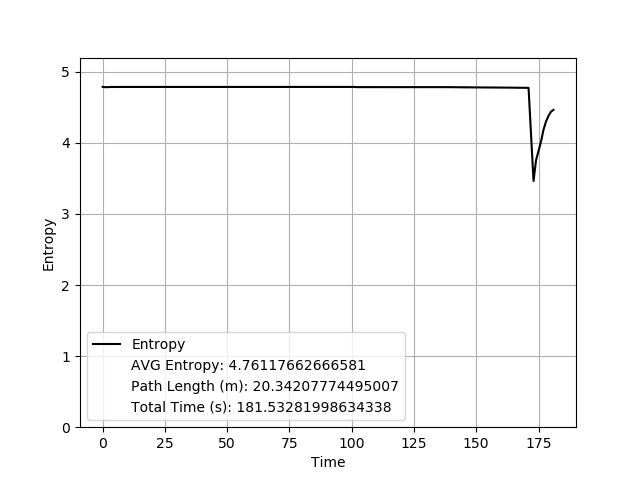 5
4
3
2
1
0
Entropy
Entropy
AVG Entropy: 4.76117662666581
Path Length (m): 20.34207774495007
Total Time (s): 181.53281998634338
0 25 50 75 100 125 150 175
Time